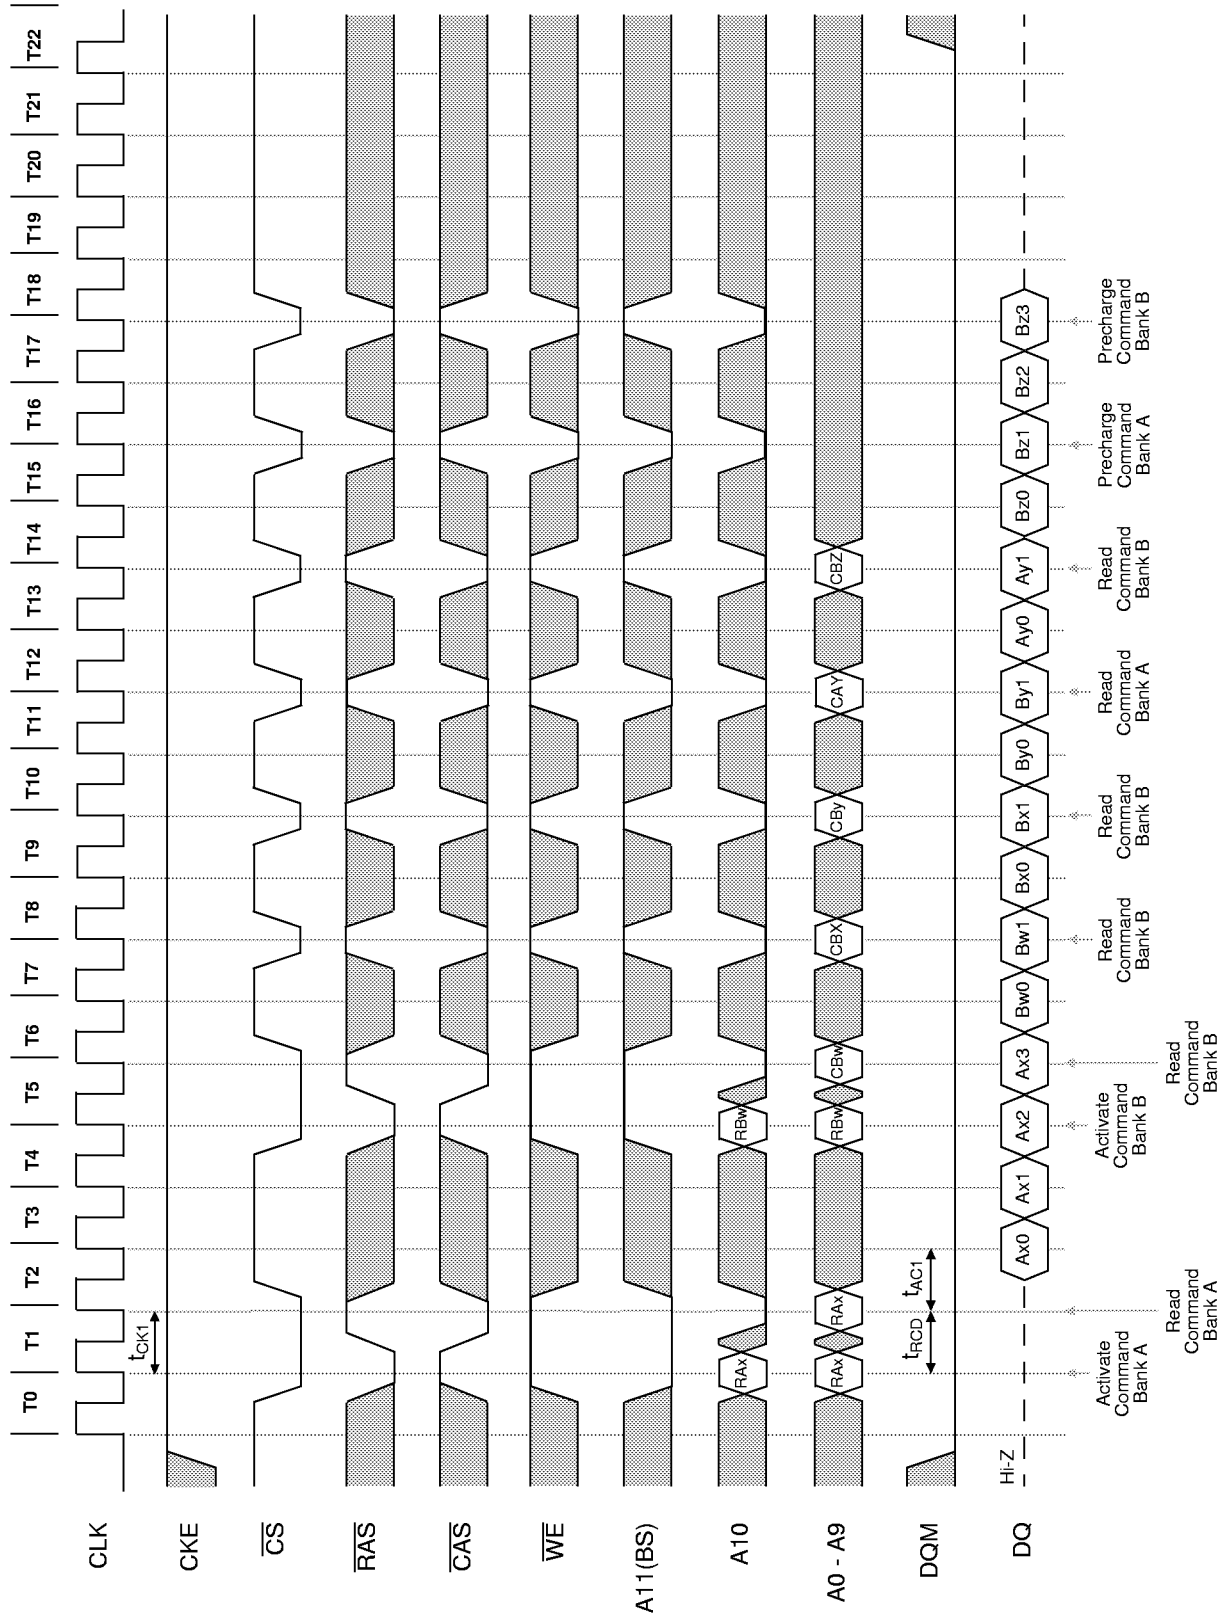 T0 T1 T2 T3 T4 T5 T6 T7 T8 T9 T10 T11 T12 T13 T14 T15 T16 T17 T18 T19 T20 T21 T22
CLK
tCK1
CKE
CS
RAS
CAS
WE
A11(BS)
A10
RAx RBw
A0 - A9
RAx RAx RBw CBw CBX CBy CAY CBZ
DQM
tRCD tAC1
DQ
Hi-Z
Ax0 Ax1 Ax2 Ax3 Bw0 Bw1 Bx0 Bx1 By0 By1 Ay0 Ay1 Bz0 Bz1 Bz2 Bz3
Activate
Command
Bank A
Read
Command
Bank A
Activate
Command
Bank B
Read
Command
Bank B
Read
Command
Bank B
Read
Command
Bank B
Read
Command
Bank A
Read
Command
Bank B
Precharge
Command
Bank A
Precharge
Command
Bank B